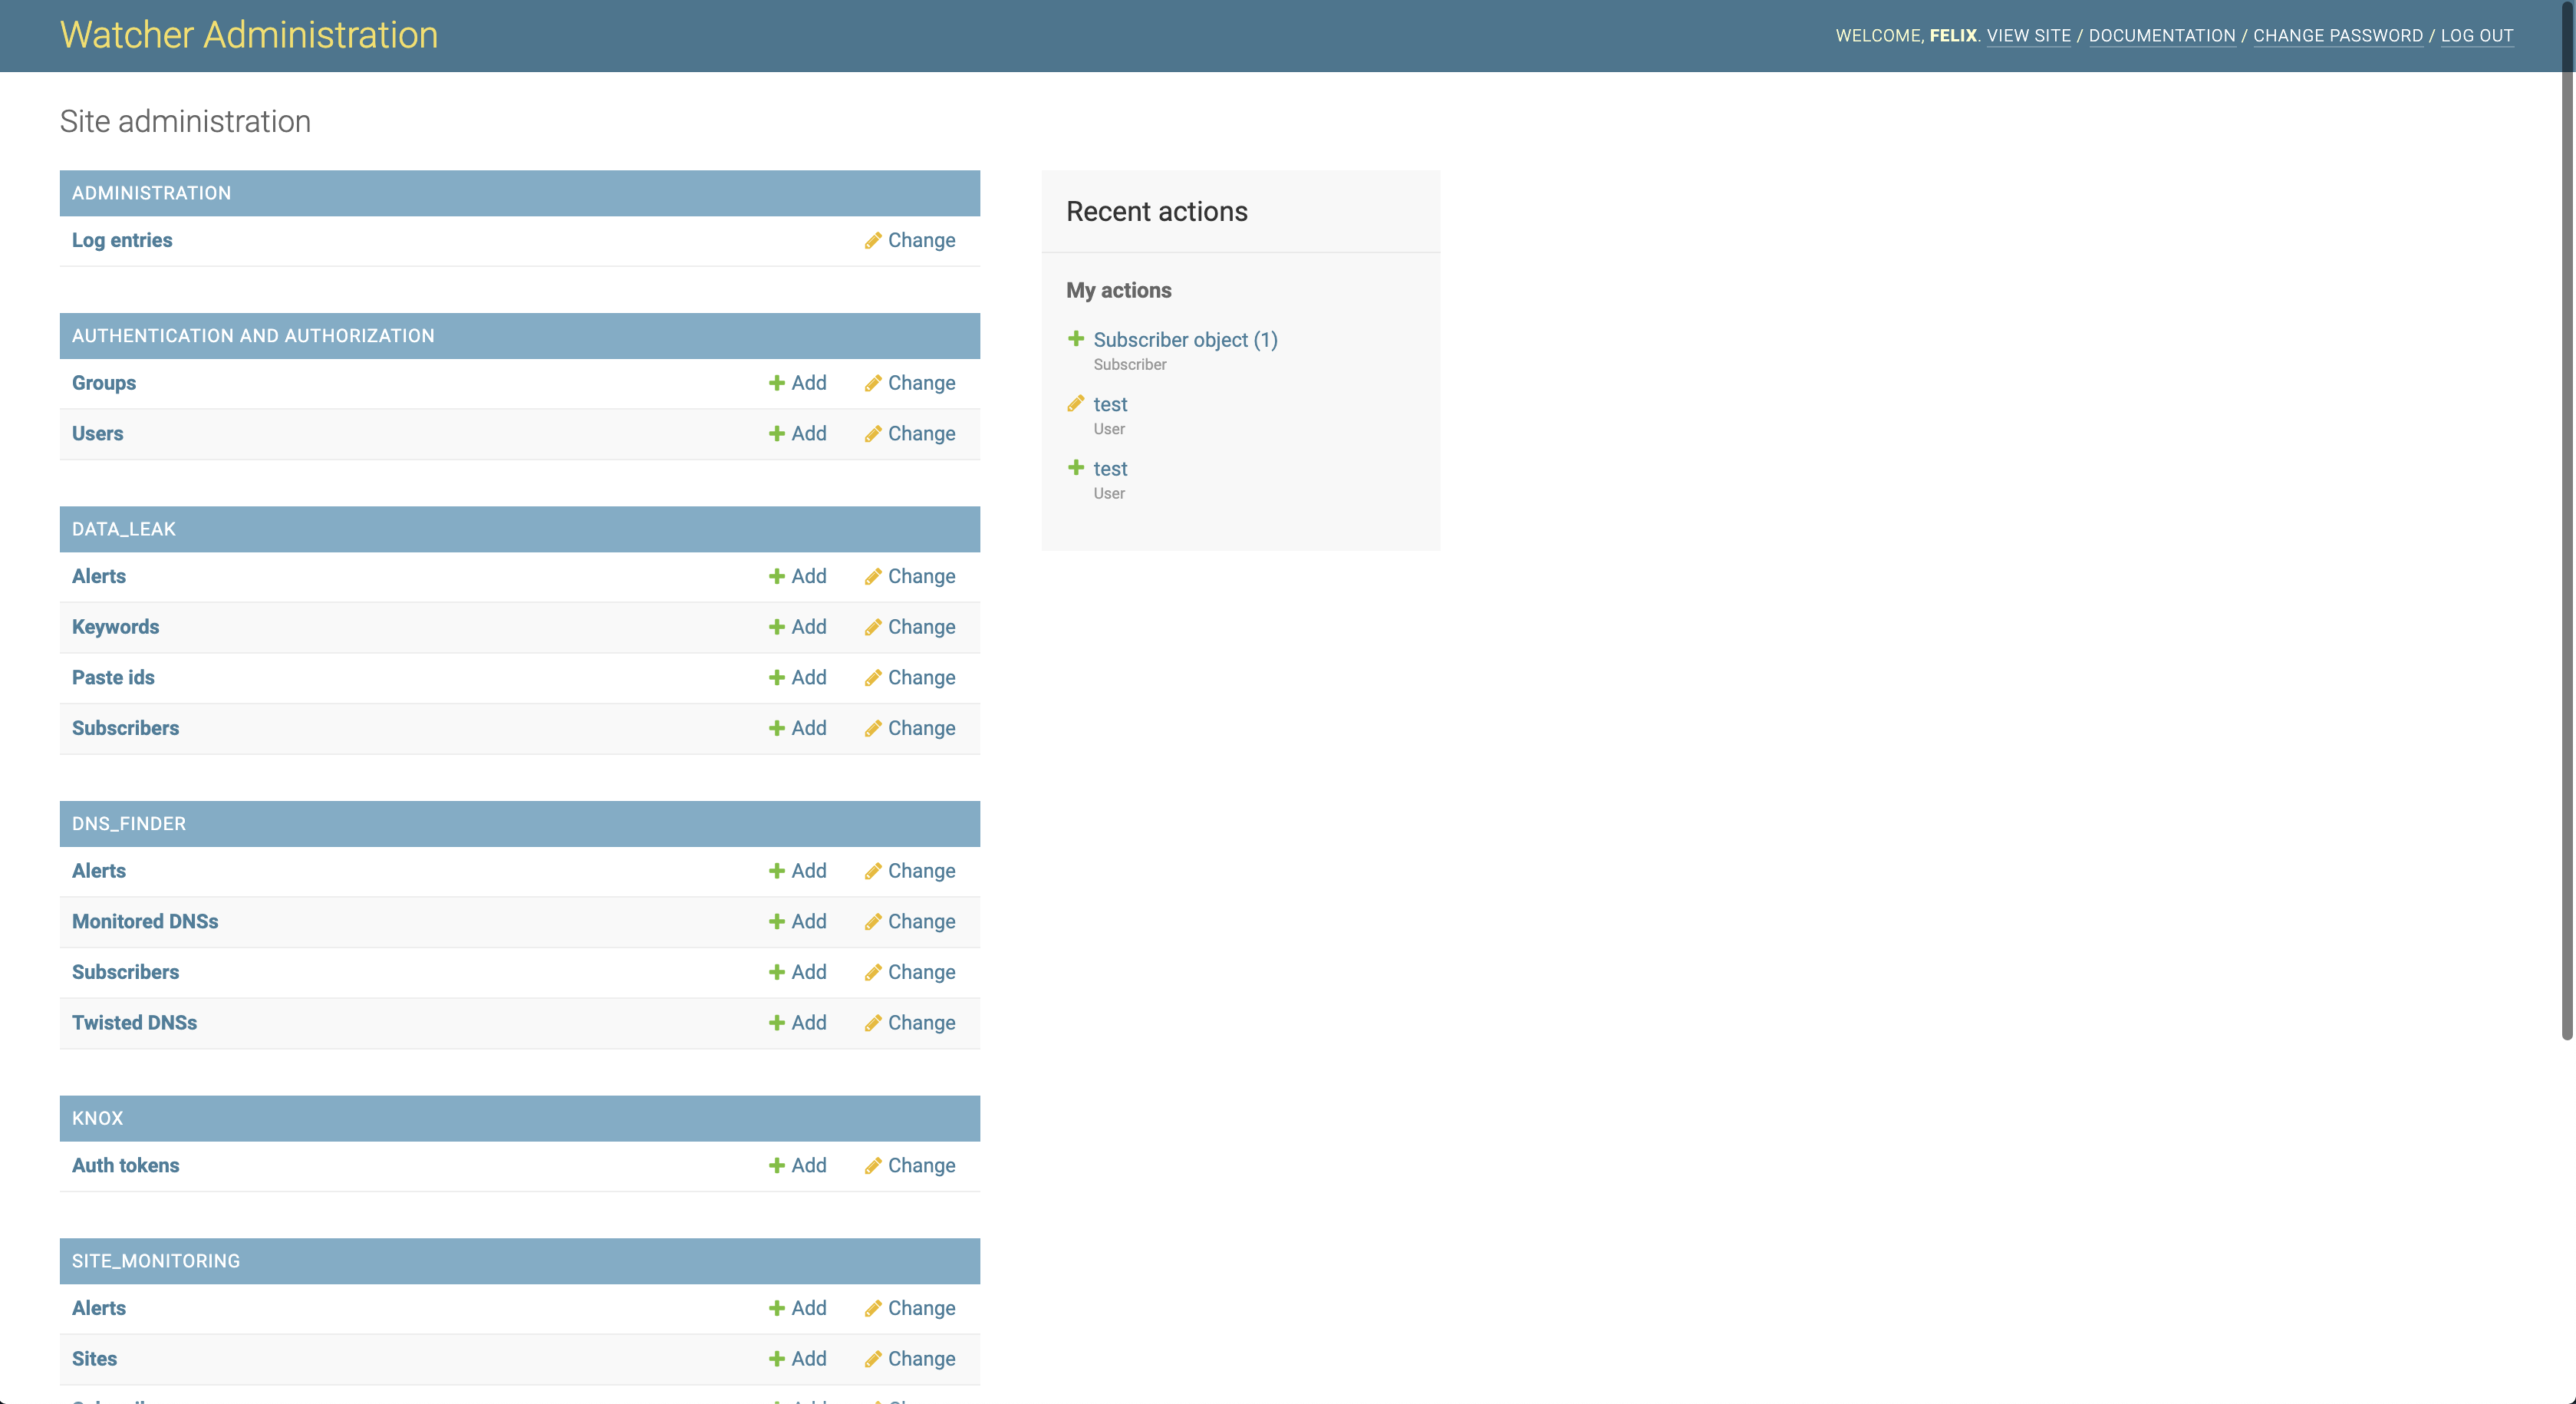 Watcher Administration
WELCOME, FELIX. VIEW SITE / DOCUMENTATION / CHANGE PASSWORD / LOG OUT
Site administration
ADMINISTRATION
Log entries Change
AUTHENTICATION AND AUTHORIZATION
Groups Add Change
Users Add Change
DATA_LEAK
Alerts Add Change
Keywords Add Change
Paste ids Add Change
Subscribers Add Change
DNS_FINDER
Alerts Add Change
Monitored DNSs Add Change
Subscribers Add Change
Twisted DNSs Add Change
KNOX
Auth tokens Add Change
SITE_MONITORING
Alerts Add Change
Sites Add Change
Recent actions
My actions
Subscriber object (1)
Subscriber
test
User
test
User